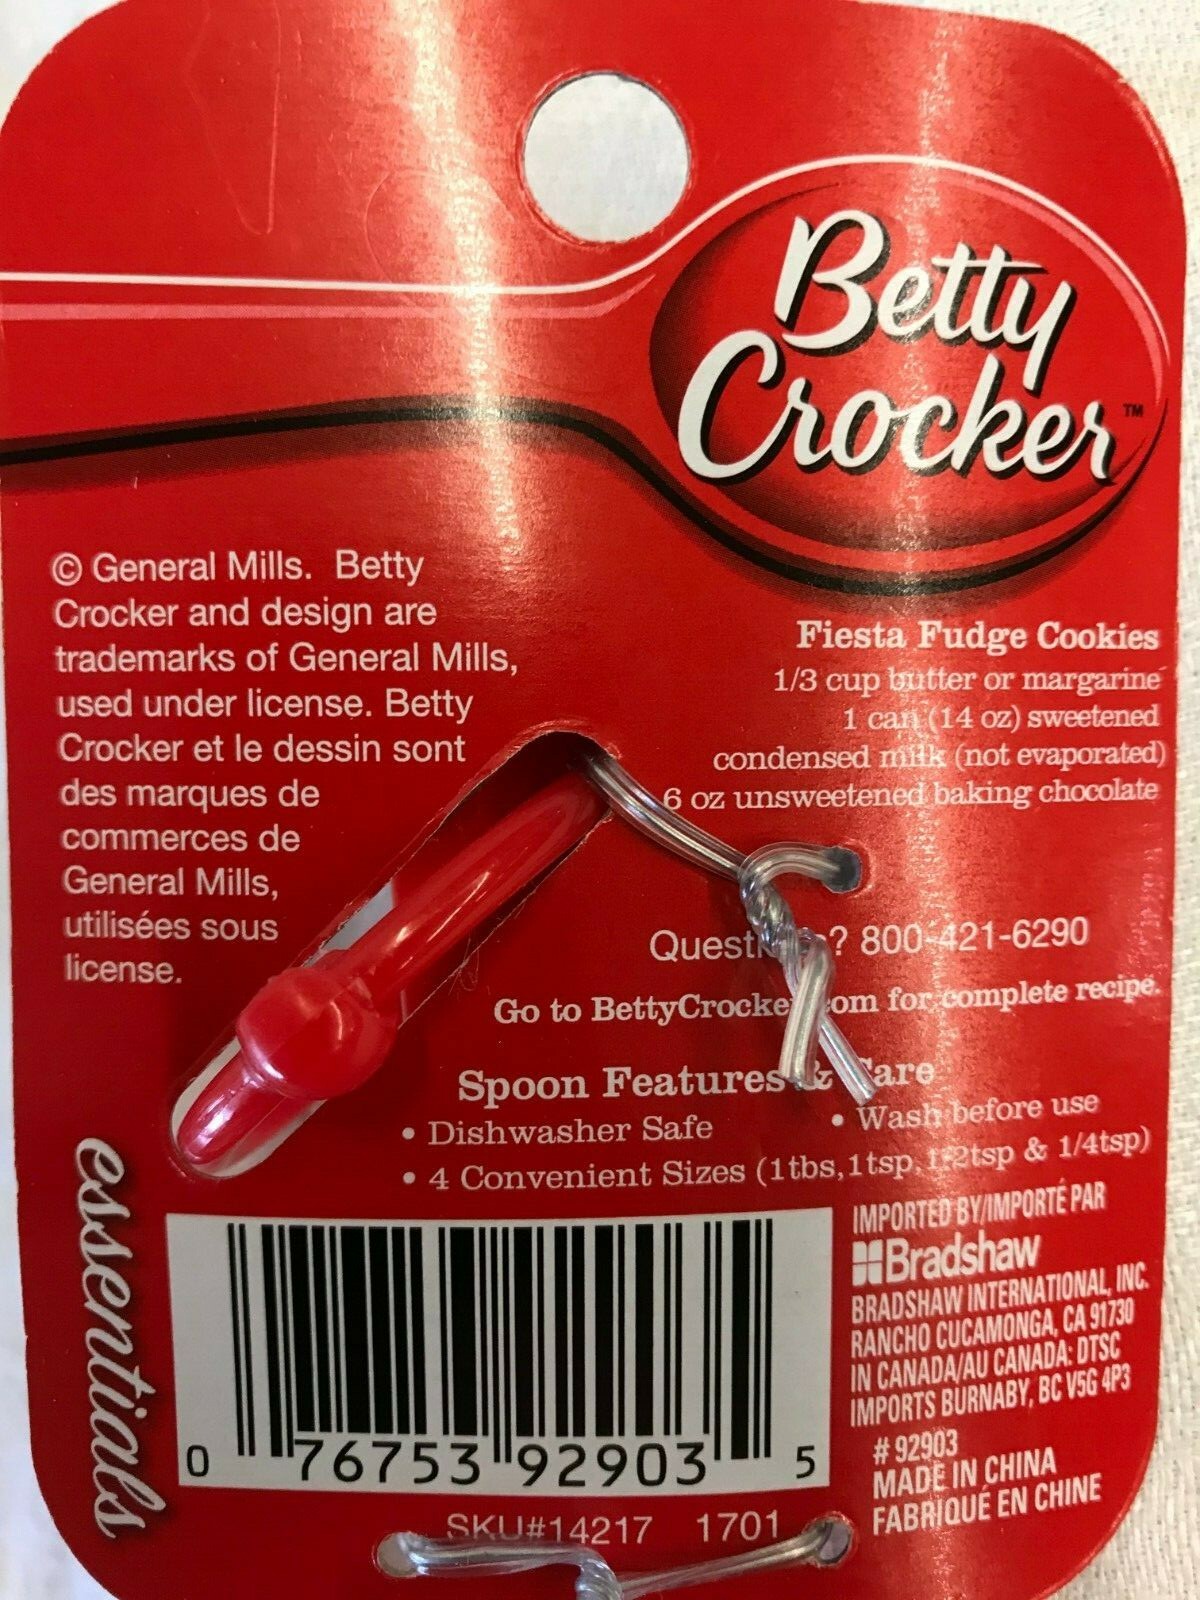 Betty
Crocker™
© General Mills. Betty
Crocker and design are
trademarks of General Mills,
used under license. Betty
Crocker et le dessin sont
des marques de
commerces de
General Mills,
utilisées sous
license.
Fiesta Fudge Cookies
1/3 cup butter or margarine
1 can (14 oz) sweetened
condensed milk (not evaporated)
6 oz unsweetened baking chocolate
? 800-421-6290
Go to BettyCrocker.com for complete recipe.
Spoon Features & Care
• Dishwasher Safe
• Wash before use
• 4 Convenient Sizes (1tbs,1tsp,1/2tsp & 1/4tsp)
essentials
IMPORTED BY/IMPORTÉ PAR
Bradshaw
BRADSHAW INTERNATIONAL, INC.
RANCHO CUCAMONGA, CA 91730
IN CANADA/AU CANADA: DTSC
IMPORTS BURNABY, BC V5G 4P3
# 92903
MADE IN CHINA
FABRIQUÉ EN CHINE
0 76753 92903 5
SKU#14217 1701